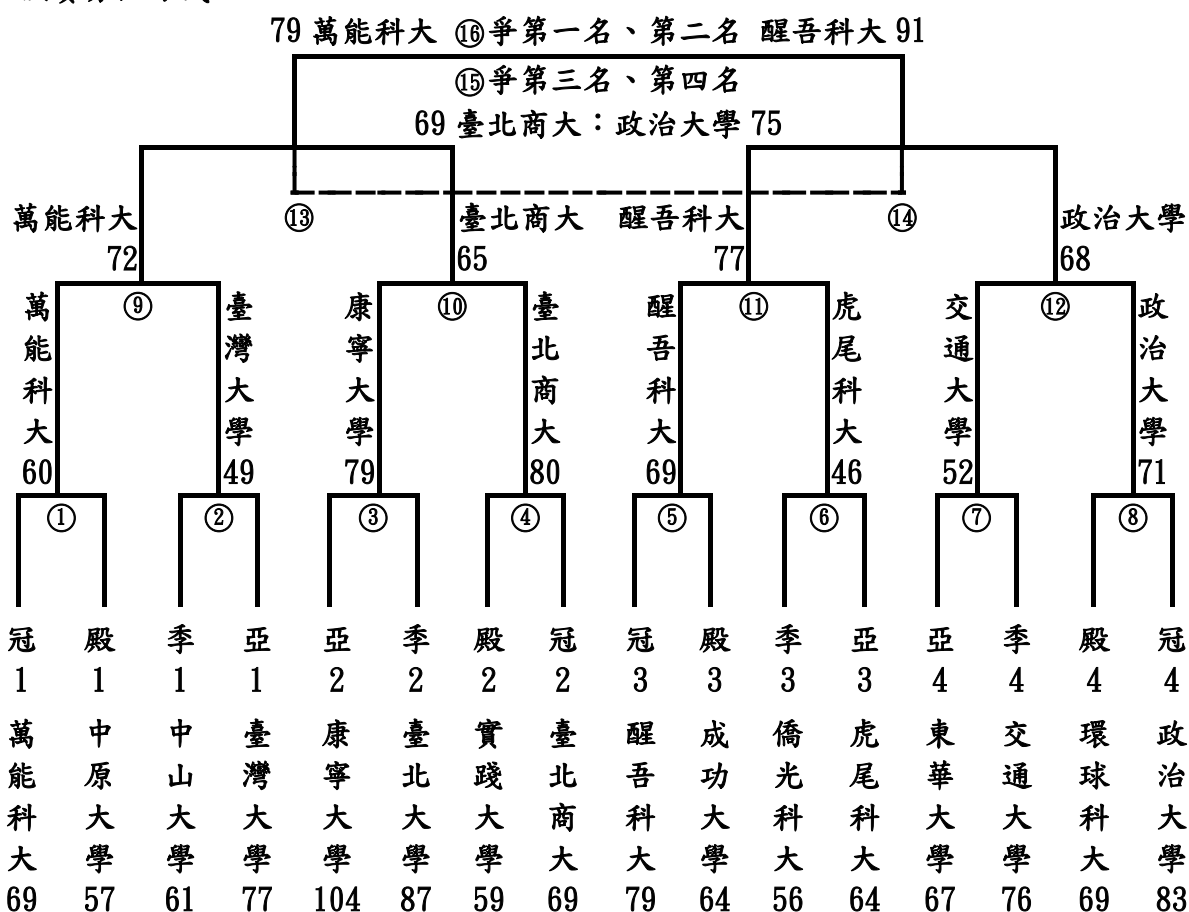 79 萬能科大 ⑯爭第一名、第二名 醒吾科大 91
⑮爭第三名、第四名
69 臺北商大：政治大學 75
萬能科大 72
⑬
臺北商大 65
醒吾科大 77
⑭
政治大學 68
萬能科大 60
⑨
臺灣大學 49
康寧大學 79
⑩
臺北商大 80
醒吾科大 69
⑪
虎尾科大 46
交通大學 52
⑫
政治大學 71
① ② ③ ④ ⑤ ⑥ ⑦ ⑧
冠1 萬能科大 69
殿1 中原大學 57
季1 中山大學 61
亞1 臺灣大學 77
亞2 康寧大學 104
季2 臺北大學 87
殿2 實踐大學 59
冠2 臺北商大 69
冠3 醒吾科大 79
殿3 成功大學 64
季3 僑光科大 56
亞3 虎尾科大 64
亞4 東華大學 67
季4 交通大學 76
殿4 環球科大 69
冠4 政治大學 83